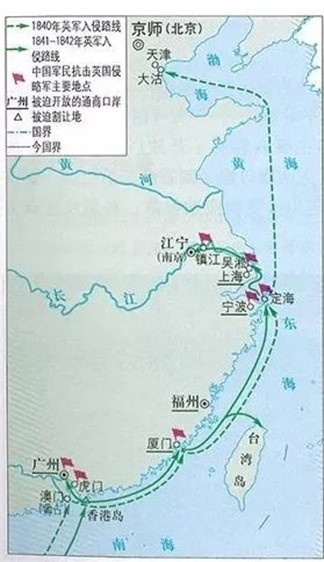 1840年英军入侵路线
1841-1842年英军入
侵路线
中国军民抗击英国侵
略军主要地点
广州 被迫开放的通商口岸
被迫割让地
国界
今国界
京师(北京)
天津
大沽
渤
海
黄
河
黄
海
江宁
(南京)
镇江
吴淞
上海
长
江
定海
宁波
东
海
福州
厦门
台
湾
岛
广州
虎门
澳门
香港岛
南
海